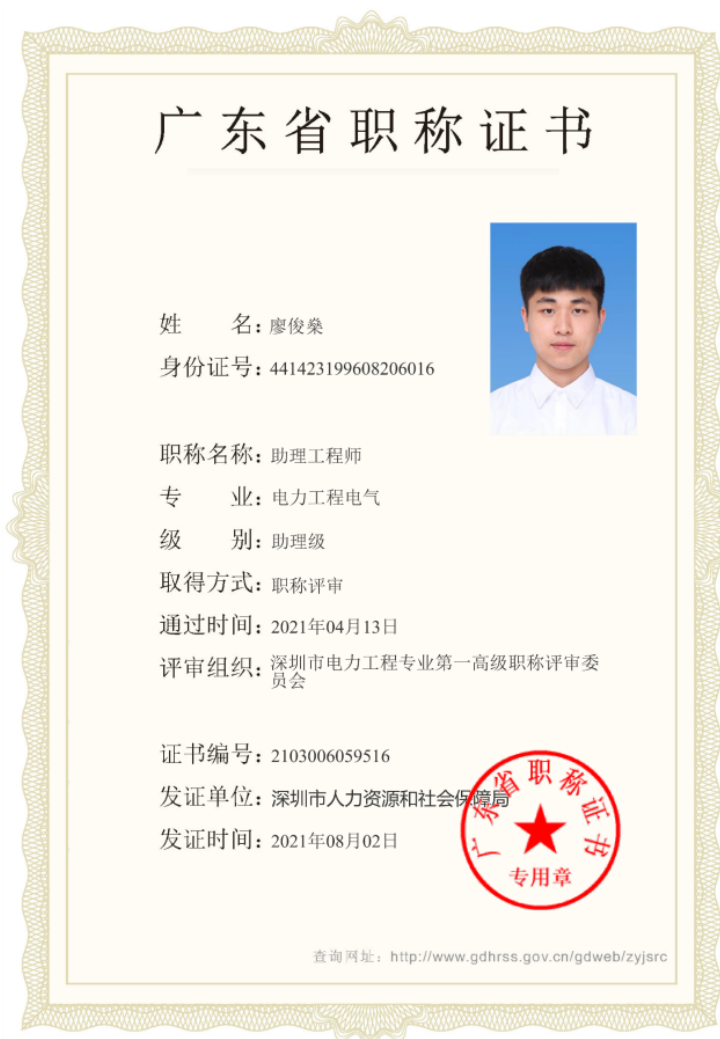 广东省职称证书
姓 名：廖俊燊
身份证号：441423199608206016
职称名称：助理工程师
专 业：电力工程电气
级 别：助理级
取得方式：职称评审
通过时间：2021年04月13日
评审组织：深圳市电力工程专业第一高级职称评审委
员会
证书编号：2103006059516
发证单位：深圳市人力资源和社会保障局
发证时间：2021年08月02日
广东省职称证书
专用章
查询网址：http://www.gdhrss.gov.cn/gdweb/zyjsrc